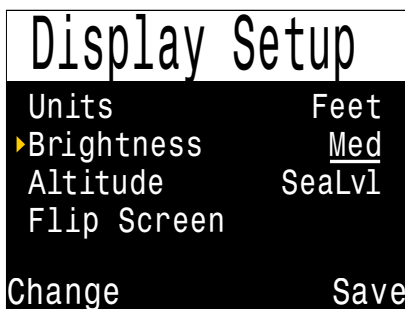 Display Setup
Units Feet
Brightness Med
Altitude SeaLvl
Flip Screen
Change Save